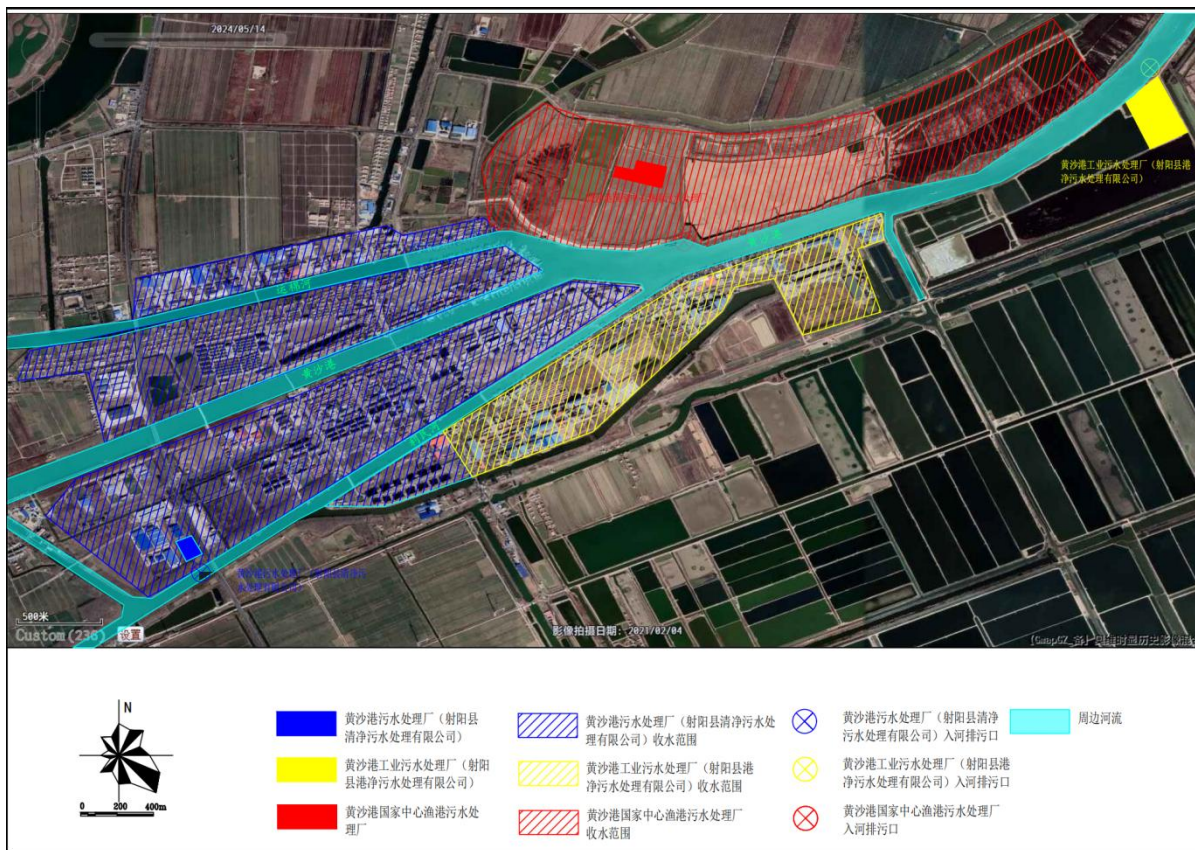 2024/05/14
黄沙港工业污水处理厂（射阳县港
净污水处理有限公司）
黄沙港
运棉河
黄沙港
利民河
500米
Custom(236)
设置
影像拍摄日期: 2021/02/04
N
0 200 400m
黄沙港污水处理厂（射阳县
清净污水处理有限公司）
黄沙港污水处理厂（射阳县清净污水处
理有限公司）收水范围
黄沙港污水处理厂（射阳县清净
污水处理有限公司）入河排污口
周边河流
黄沙港工业污水处理厂（射阳
县港净污水处理有限公司）
黄沙港工业污水处理厂（射阳县港
净污水处理有限公司）收水范围
黄沙港工业污水处理厂（射阳县港
净污水处理有限公司）入河排污口
黄沙港国家中心渔港污水处
理厂
黄沙港国家中心渔港污水处理厂
收水范围
黄沙港国家中心渔港污水处理厂
入河排污口